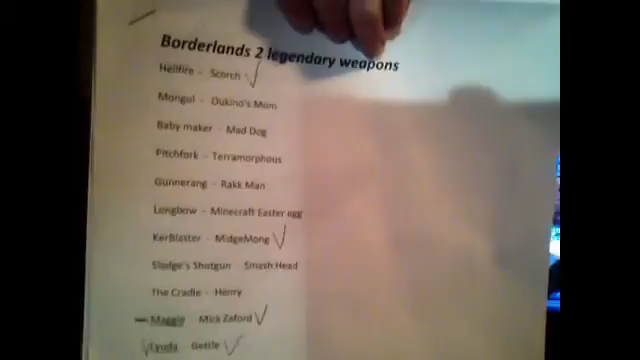 Borderlands 2 legendary weapons
Hellfire - Scorch
Mongol - Dukino's Mom
Baby maker - Mad Dog
Pitchfork - Terramorphous
Gunnerang - Rakk Man
Longbow - Minecraft Easter egg
KerBlaster - MidgeMong
Sledge's Shotgun Smash Head
The Cradle - Henry
Maggie Mick Zaford
Lyuda Gettle